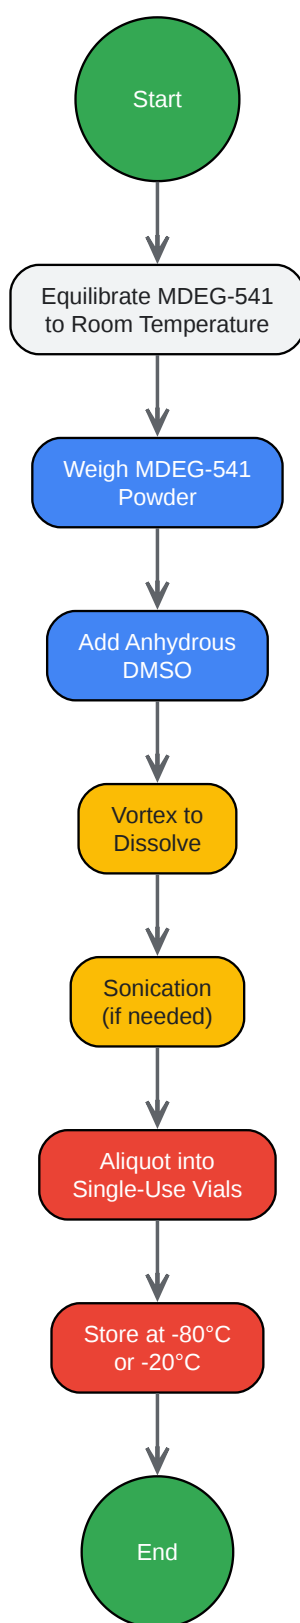 Start
Equilibrate MDEG-541
to Room Temperature
Weigh MDEG-541
Powder
Add Anhydrous
DMSO
Vortex to
Dissolve
Sonication
(if needed)
Aliquot into
Single-Use Vials
Store at -80°C
or -20°C
End